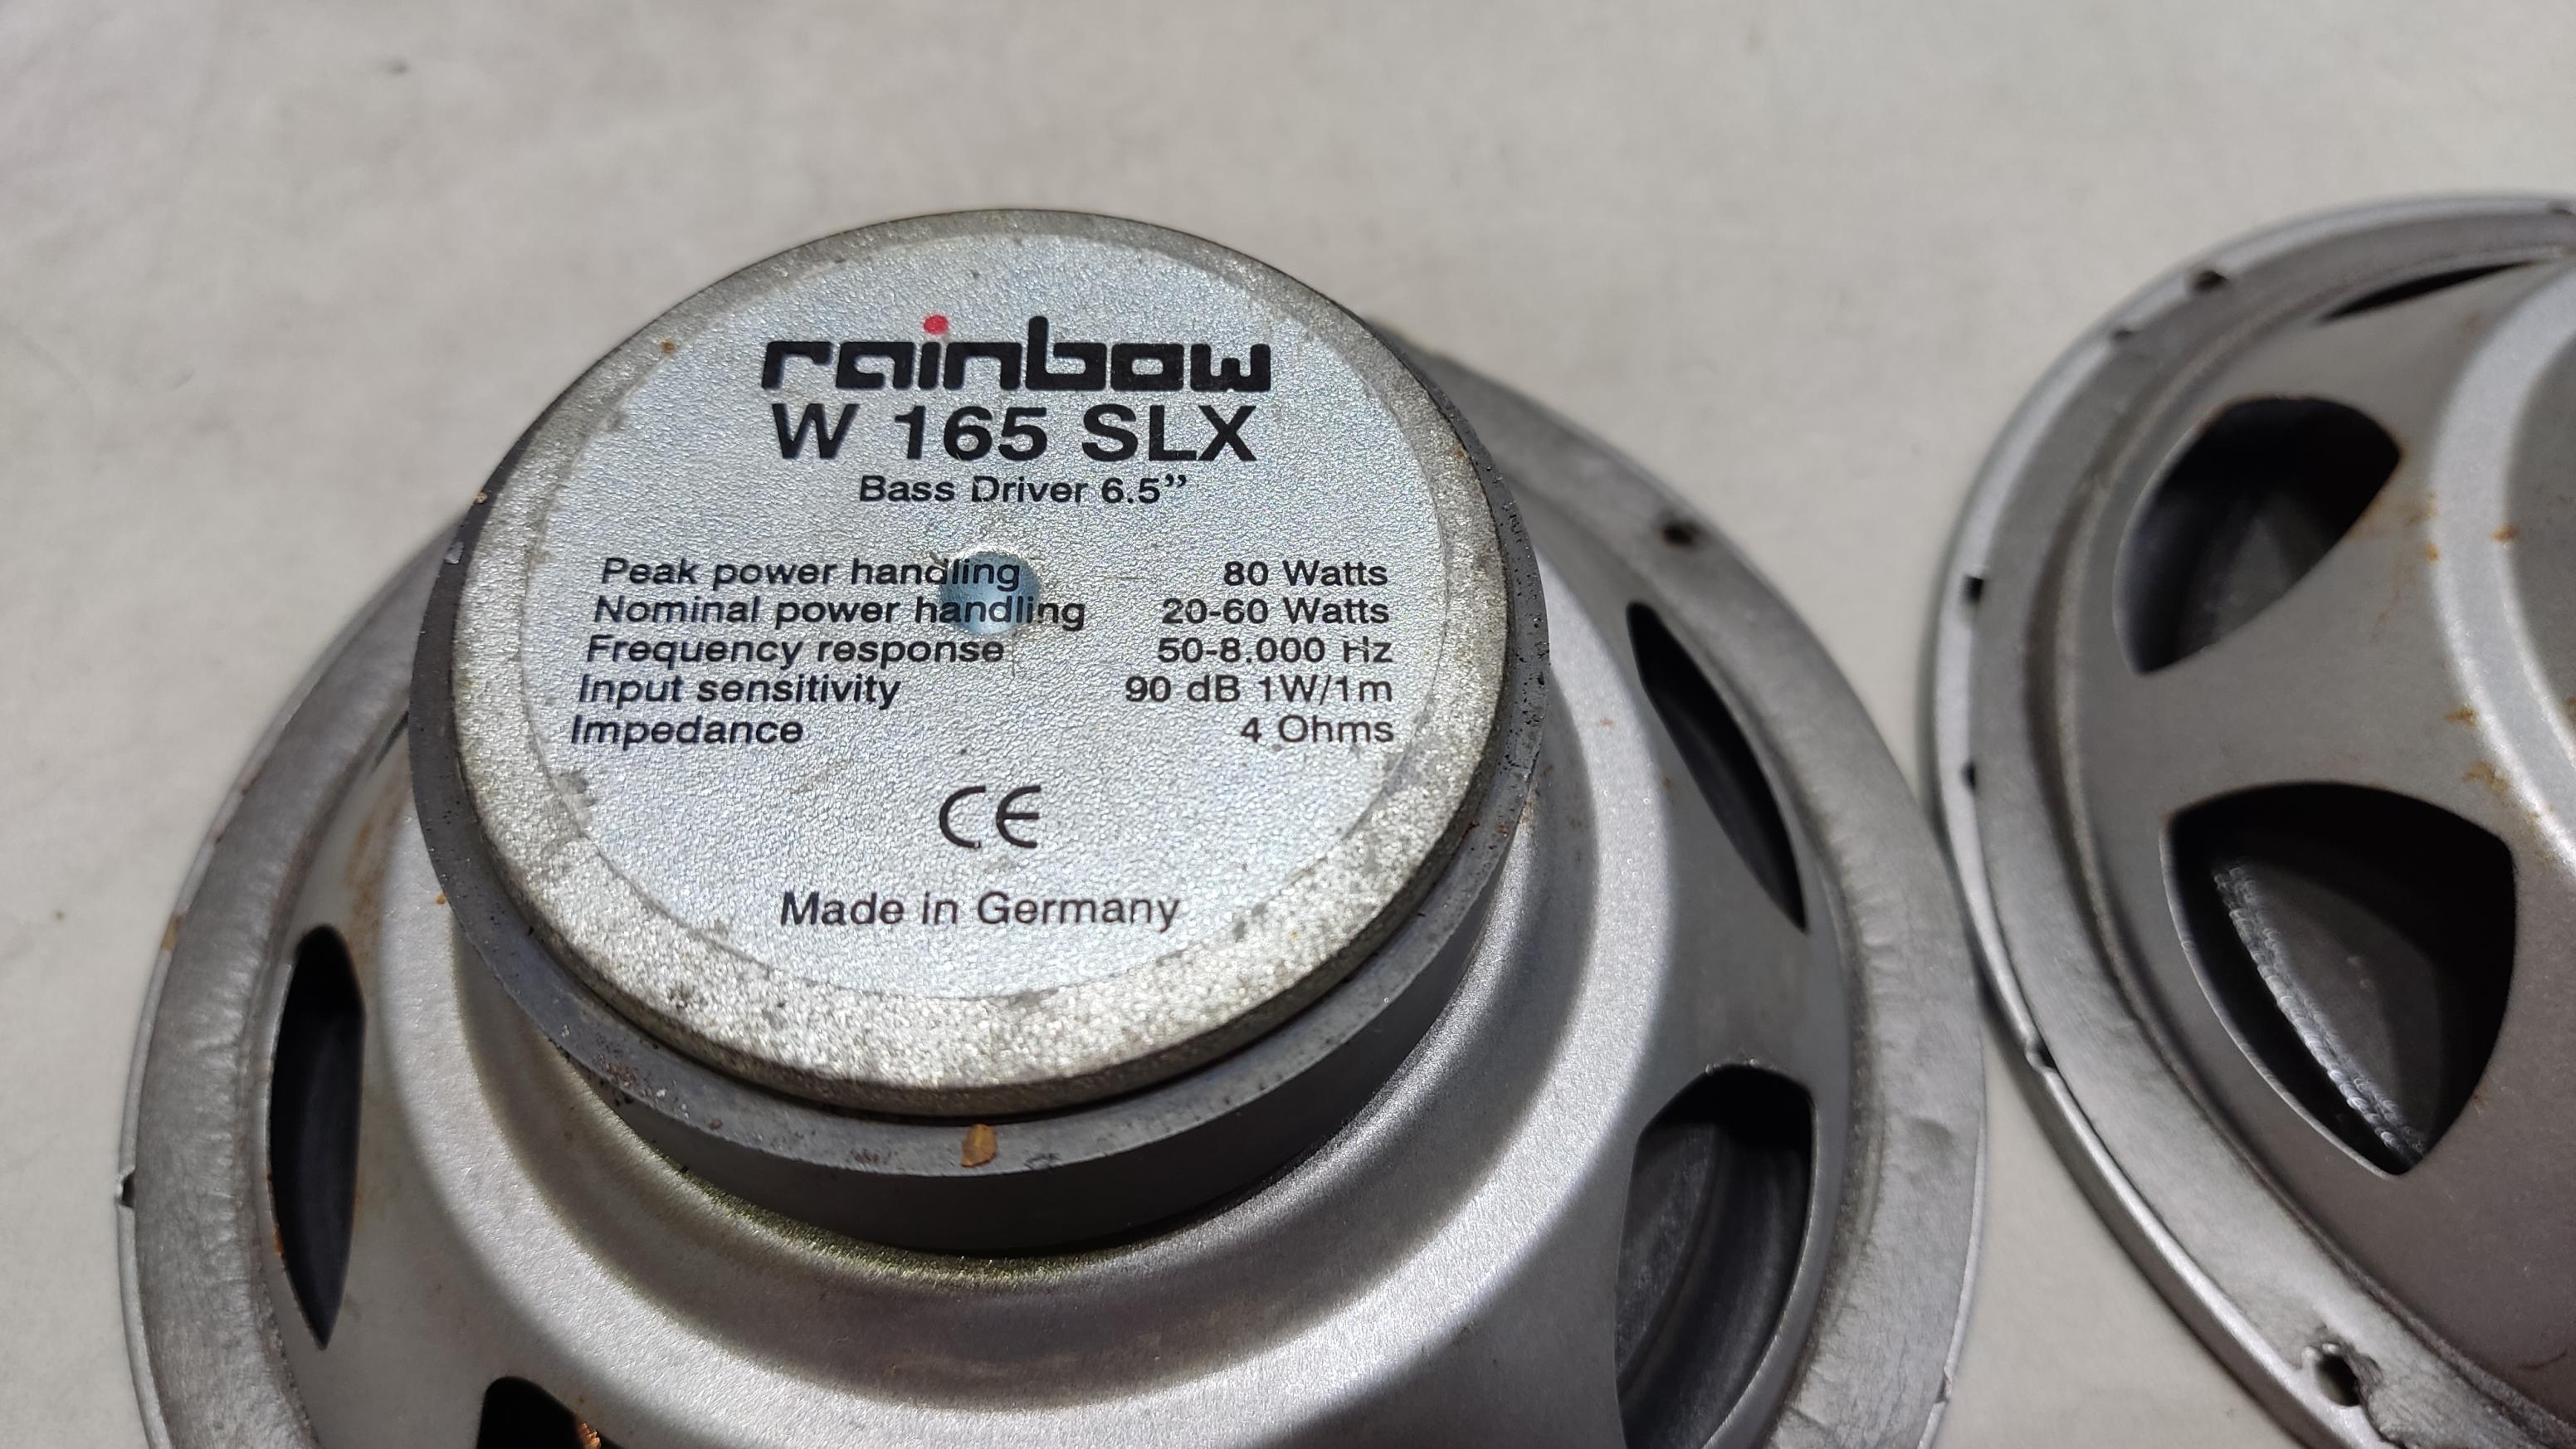 rainbow
W 165 SLX
Bass Driver 6.5”
Peak power handling 80 Watts
Nominal power handling 20-60 Watts
Frequency response 50-8.000 Hz
Input sensitivity 90 dB 1W/1m
Impedance 4 Ohms
CE
Made in Germany